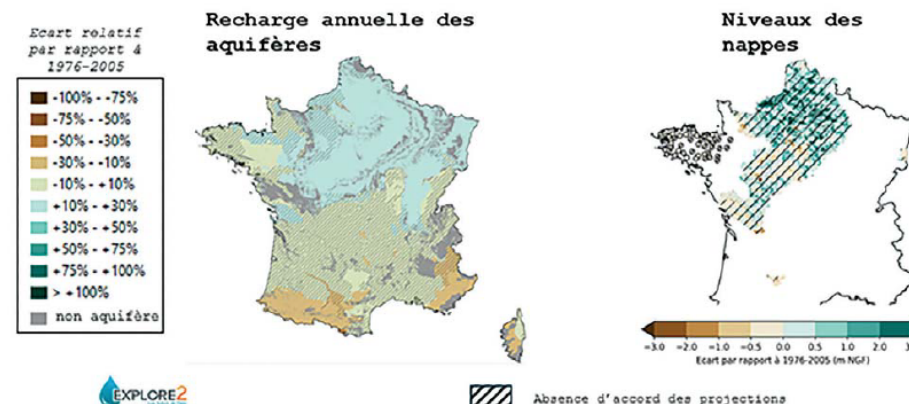 Ecart relatif
par rapport à
1976-2005
-100% - -75%
-75% - -50%
-50% - -30%
-30% - -10%
-10% - +10%
+10% - +30%
+30% - +50%
+50% - +75%
+75% - +100%
> +100%
non aquifère
Recharge annuelle des
aquifères
Niveaux des
nappes
-3.0 -2.0 -1.0 -0.5 0.0 0.5 1.0 2.0
Ecart par rapport à 1976-2005 (m NGF)
EXPLORE2
Absence d'accord des projections